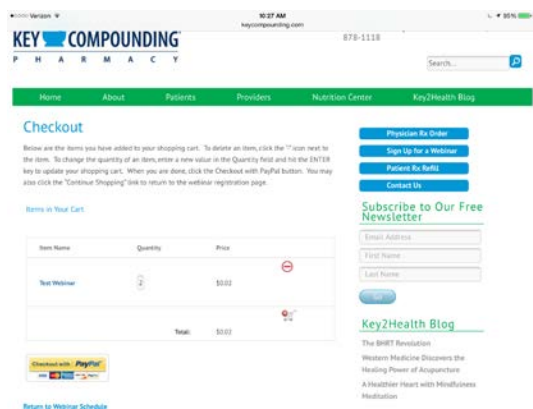 Verizon
10:27 AM
85%
keycompounding.com
KEY COMPOUNDING
PHARMACY
878-1118
Search...
Home About Patients Providers Nutrition Center Key2Health Blog
Checkout
Below are the items you have added to your shopping cart. To delete an item, click the "" icon next to
the item. To change the quantity of an item, enter a new value in the Quantity field and hit the ENTER
key to update your shopping cart. When you are done, click the Checkout with PayPal button. You may
also click the "Continue Shopping" link to return to the webinar registration page.
Items in Your Cart
Item Name Quantity Price
Test Webinar 2 $0.02
Total:
Checkout with PayPal
Return to Webinar Schedule
Physician Rx Order
Sign Up for a Webinar
Patient Rx Refill
Contact Us
Subscribe to Our Free
Newsletter
Email Address
First Name
Last Name
Key2Health Blog
The BHRT Revolution
Western Medicine Discovers the
Healing Power of Acupuncture
A Healthier Heart with Mindfulness
Meditation